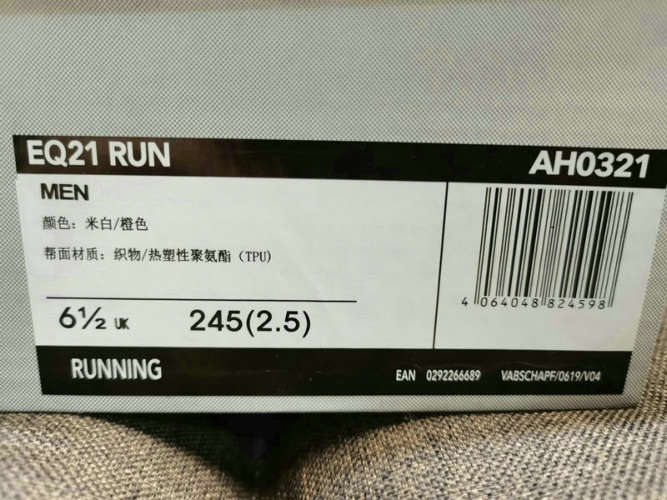 EQ21 RUN AH0321
MEN
颜色：米白/橙色
帮面材质：织物/热塑性聚氨酯（TPU)
6½ UK 245(2.5)
4 064048 824598
RUNNING EAN 0292266689 VABSCHAPF/0619/V04